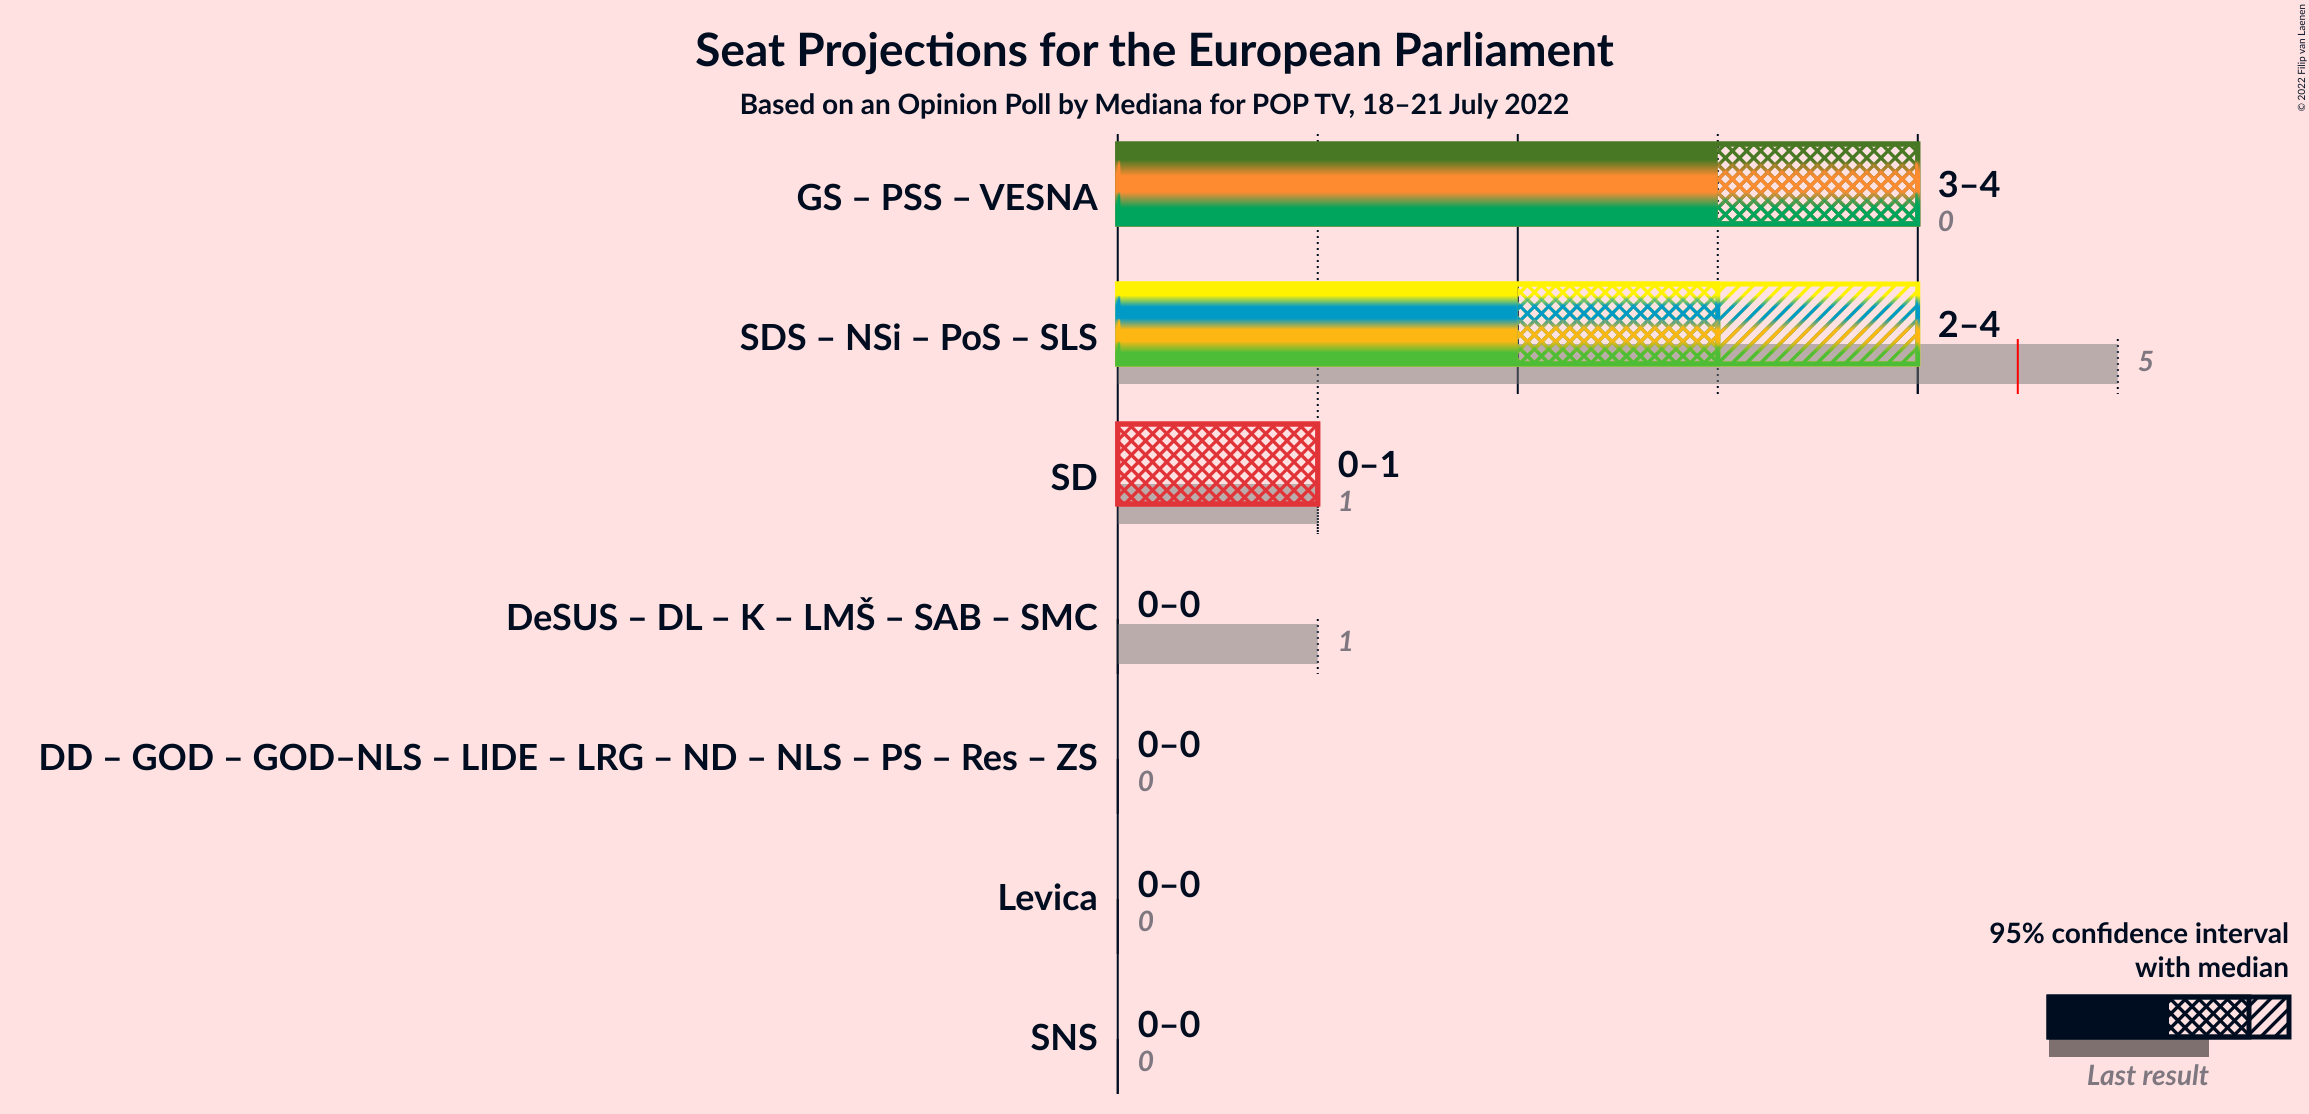 Seat Projections for the European Parliament
Based on an Opinion Poll by Mediana for POP TV, 18–21 July 2022
© 2022 Filip van Laenen
GS – PSS – VESNA
3–4
0
SDS – NSi – PoS – SLS
2–4
5
SD
0–1
1
DeSUS – DL – K – LMŠ – SAB – SMC
0–0
1
DD – GOD – GOD–NLS – LIDE – LRG – ND – NLS – PS – Res – ZS
0–0
0
Levica
0–0
0
SNS
0–0
0
95% confidence interval
with median
Last result